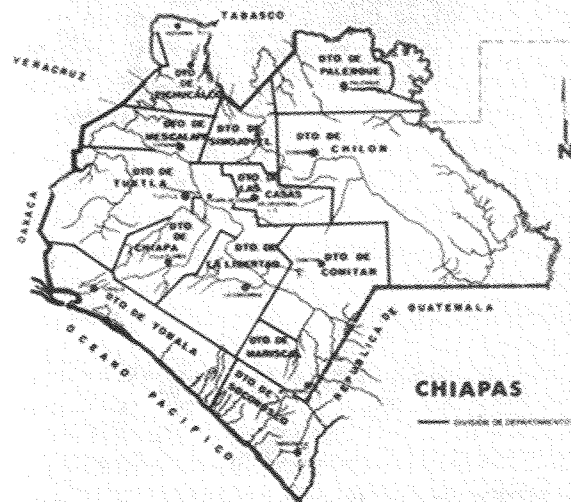 TABASCO
VERACRUZ
DTO DE
PALENQUE
DTO
DE
PICHUCALCO
DTO DE
MEZCALAPA
DTO DE
SIMOJOVEL
DTO DE
CHILON
DTO DE
TUXTLA
DTO DE
LAS
CASAS
OAXACA
DTO
DE
CHIAPA
DTO DE
LA LIBERTAD
DTO DE
COMITAN
DTO DE TONALA
DTO DE
MARISCAL
DTO DE
SOCONUSCO
REPUBLICA DE GUATEMALA
OCEANO PACIFICO
N
CHIAPAS
DIVISION DE DEPARTAMENTOS